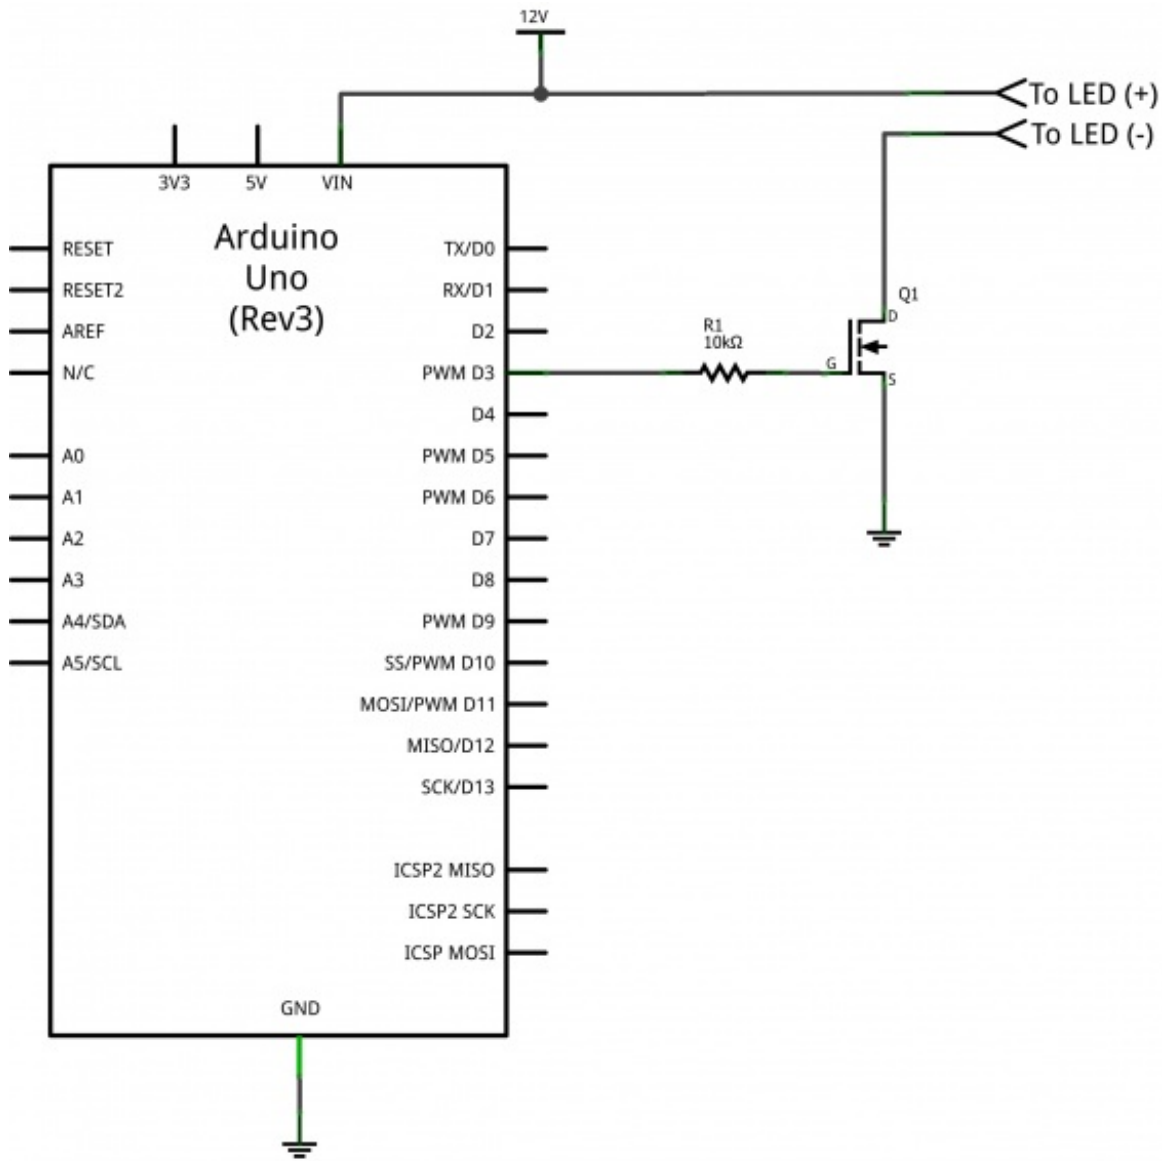 12V
To LED (+)
To LED (-)
3V3 5V VIN
Arduino
Uno
(Rev3)
RESET TX/D0
RESET2 RX/D1
AREF D2
N/C PWM D3
D4
A0 PWM D5
A1 PWM D6
A2 D7
A3 D8
A4/SDA PWM D9
A5/SCL SS/PWM D10
MOSI/PWM D11
MISO/D12
SCK/D13
ICSP2 MISO
ICSP2 SCK
ICSP MOSI
GND
R1
10kΩ
Q1
D
G
S